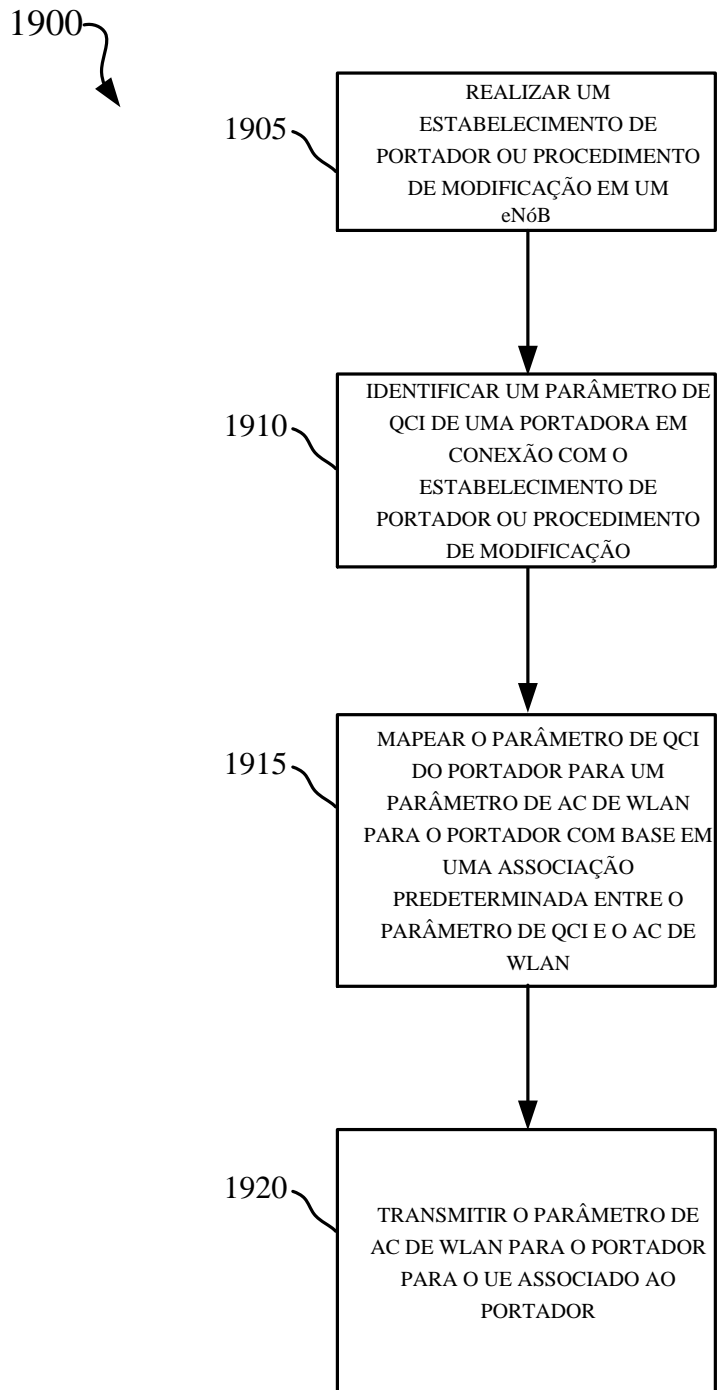 1900
1905
REALIZAR UM
ESTABELECIMENTO DE
PORTADOR OU PROCEDIMENTO
DE MODIFICAÇÃO EM UM
eNóB
1910
IDENTIFICAR UM PARÂMETRO DE
QCI DE UMA PORTADORA EM
CONEXÃO COM O
ESTABELECIMENTO DE
PORTADOR OU PROCEDIMENTO
DE MODIFICAÇÃO
1915
MAPEAR O PARÂMETRO DE QCI
DO PORTADOR PARA UM
PARÂMETRO DE AC DE WLAN
PARA O PORTADOR COM BASE EM
UMA ASSOCIAÇÃO
PREDETERMINADA ENTRE O
PARÂMETRO DE QCI E O AC DE
WLAN
1920
TRANSMITIR O PARÂMETRO DE
AC DE WLAN PARA O PORTADOR
PARA O UE ASSOCIADO AO
PORTADOR